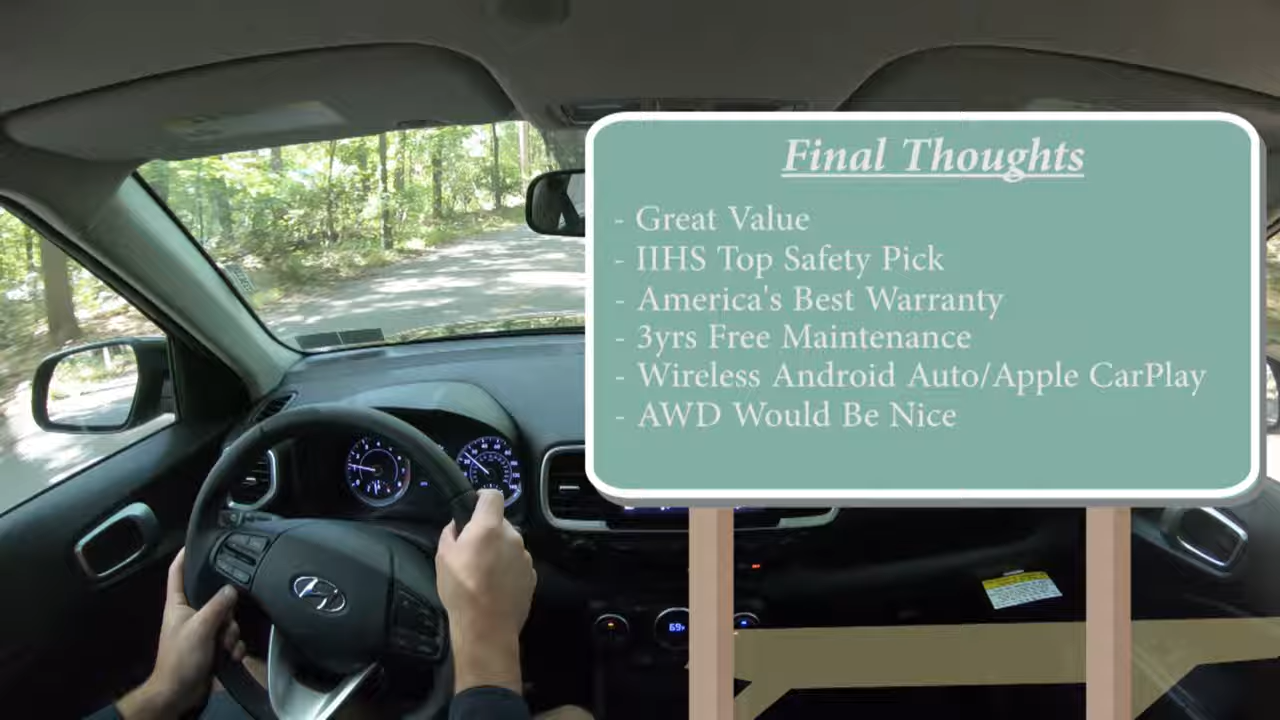 Final Thoughts
- Great Value
- IIHS Top Safety Pick
- America's Best Warranty
- 3yrs Free Maintenance
- Wireless Android Auto/Apple CarPlay
- AWD Would Be Nice
69